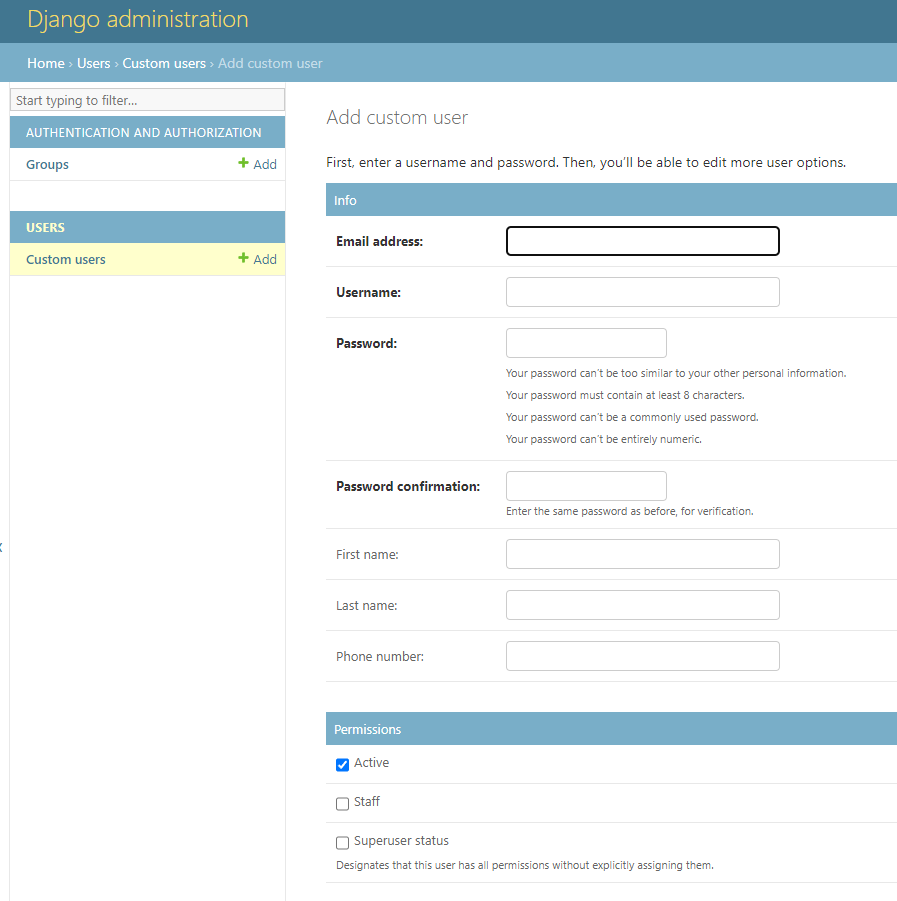 Django administration
Home › Users › Custom users › Add custom user
Start typing to filter...
AUTHENTICATION AND AUTHORIZATION
Groups + Add
USERS
Custom users + Add
Add custom user
First, enter a username and password. Then, you'll be able to edit more user options.
Info
Email address:
Username:
Password:
Your password can't be too similar to your other personal information.
Your password must contain at least 8 characters.
Your password can't be a commonly used password.
Your password can't be entirely numeric.
Password confirmation:
Enter the same password as before, for verification.
First name:
Last name:
Phone number:
Permissions
Active
Staff
Superuser status
Designates that this user has all permissions without explicitly assigning them.